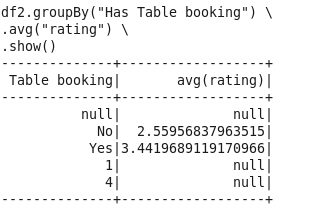 df2.groupBy("Has Table booking") \
.avg("rating") \
.show()
--------------+-----------------+
 Table booking|      avg(rating)|
--------------+-----------------+
          null|             null|
            No| 2.55956837963515|
           Yes|3.4419689119170966|
             1|             null|
             4|             null|
--------------+-----------------+